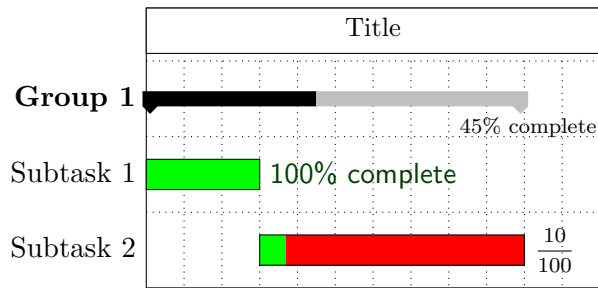 Title
Group 1
45% complete
Subtask 1 100% complete
Subtask 2 10/100